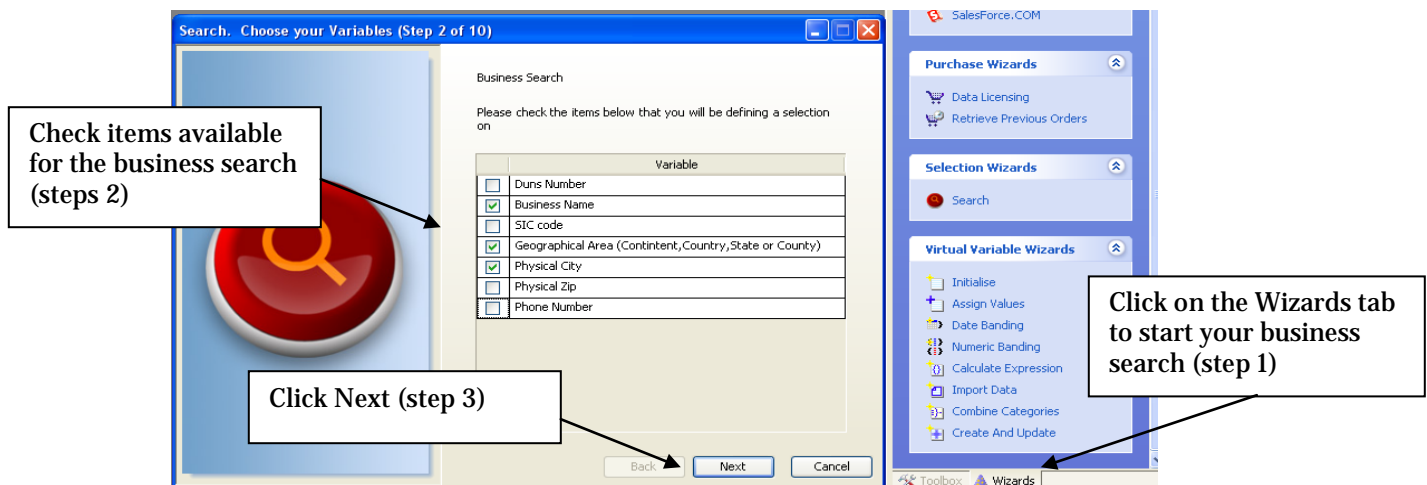 Search. Choose your Variables (Step 2 of 10)
Business Search
Please check the items below that you will be defining a selection
on
Variable
Duns Number
Business Name
SIC code
Geographical Area (Contintent,Country,State or County)
Physical City
Physical Zip
Phone Number
Back
Next
Cancel
Check items available
for the business search
(steps 2)
Click Next (step 3)
SalesForce.COM
Purchase Wizards
Data Licensing
Retrieve Previous Orders
Selection Wizards
Search
Virtual Variable Wizards
Initialise
Assign Values
Date Banding
Numeric Banding
Calculate Expression
Import Data
Combine Categories
Create And Update
Toolbox
Wizards
Click on the Wizards tab
to start your business
search (step 1)